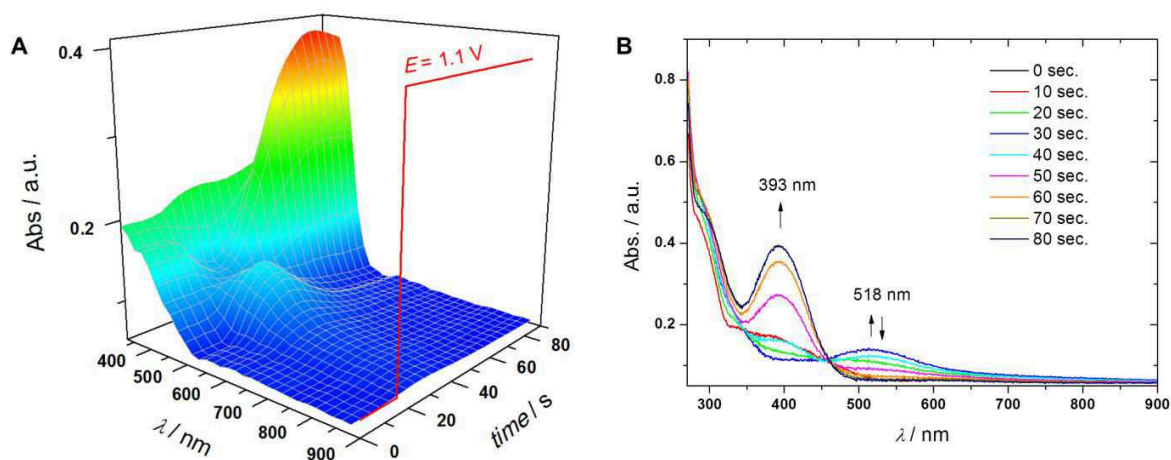 A
0.4
0.2
Abs / a.u.
E = 1.1 V
400
500
600
700
800
900
λ / nm
0
20
40
60
80
time / s
B
0.8
0.6
0.4
0.2
Abs. / a.u.
0 sec.
10 sec.
20 sec.
30 sec.
40 sec.
50 sec.
60 sec.
70 sec.
80 sec.
393 nm
518 nm
300 400 500 600 700 800 900
λ / nm